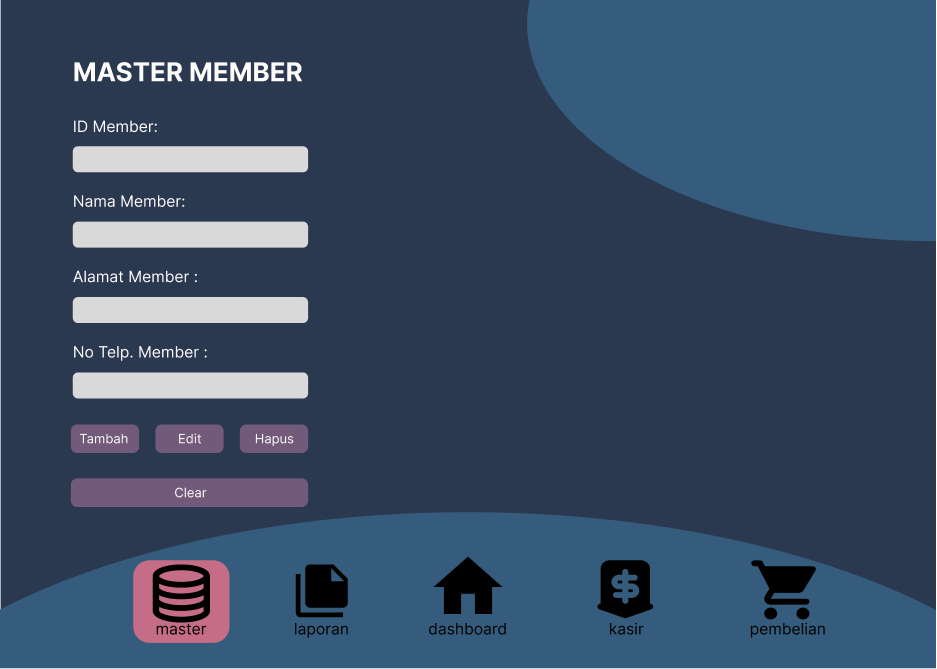 MASTER MEMBER
ID Member:
Nama Member:
Alamat Member :
No Telp. Member :
Tambah Edit Hapus
Clear
master laporan dashboard kasir pembelian